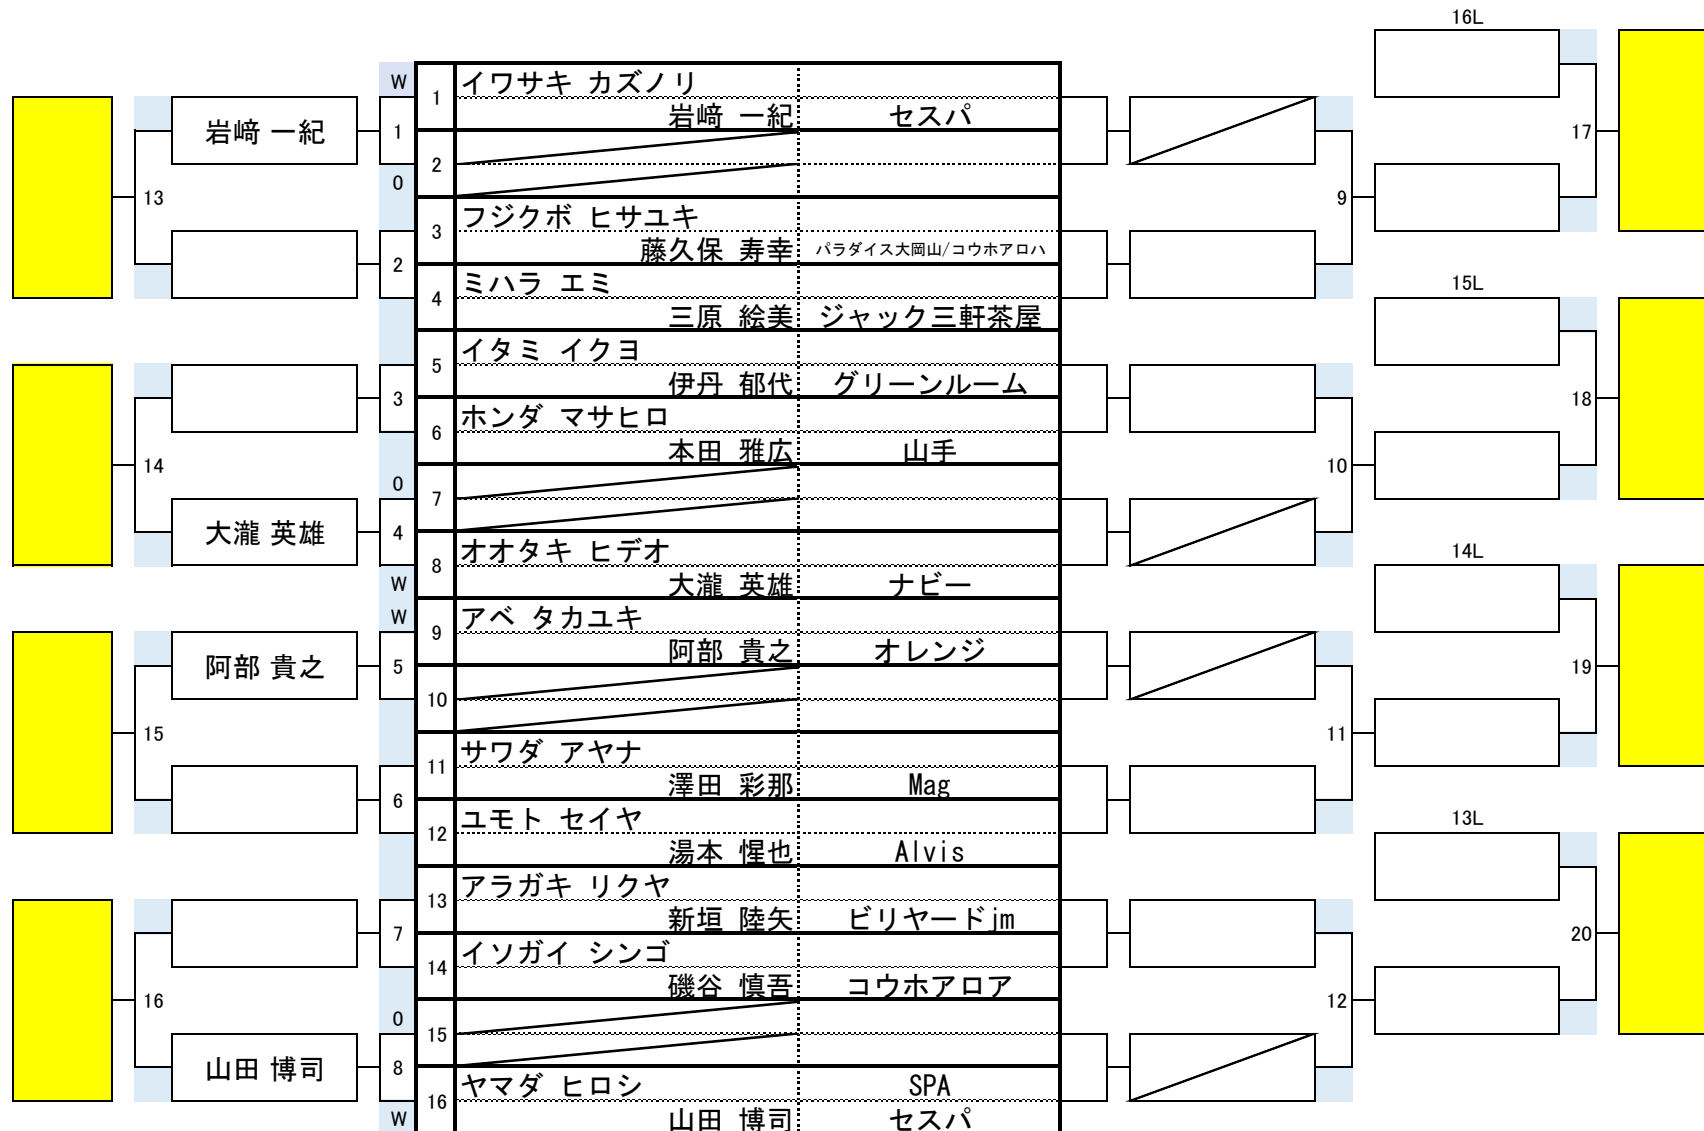 16L
W
1 イワサキ カズノリ
岩﨑 一紀 1 岩﨑 一紀 セスパ 17
2
0
13 9
フジクボ ヒサユキ
3
藤久保 寿幸 パラダイス大岡山/コウホアロハ
2
ミハラ エミ 15L
4
三原 絵美 ジャック三軒茶屋
イタミ イクヨ
5
伊丹 郁代 グリーンルーム
3 18
ホンダ マサヒロ
6
本田 雅広 山手
14 10
0
7
大瀧 英雄 4
オオタキ ヒデオ 14L
8
W 大瀧 英雄 ナビー
W アベ タカユキ
9
阿部 貴之 オレンジ
阿部 貴之 5 19
10
15 11
サワダ アヤナ
11
澤田 彩那 Mag
6
ユモト セイヤ 13L
12
湯本 惺也 Alvis
アラガキ リクヤ
13
新垣 陸矢 ビリヤードjm
7 20
イソガイ シンゴ
14
磯谷 慎吾 コウホアロア
16 12
0
15
山田 博司 8
ヤマダ ヒロシ SPA
16
W 山田 博司 セスパ